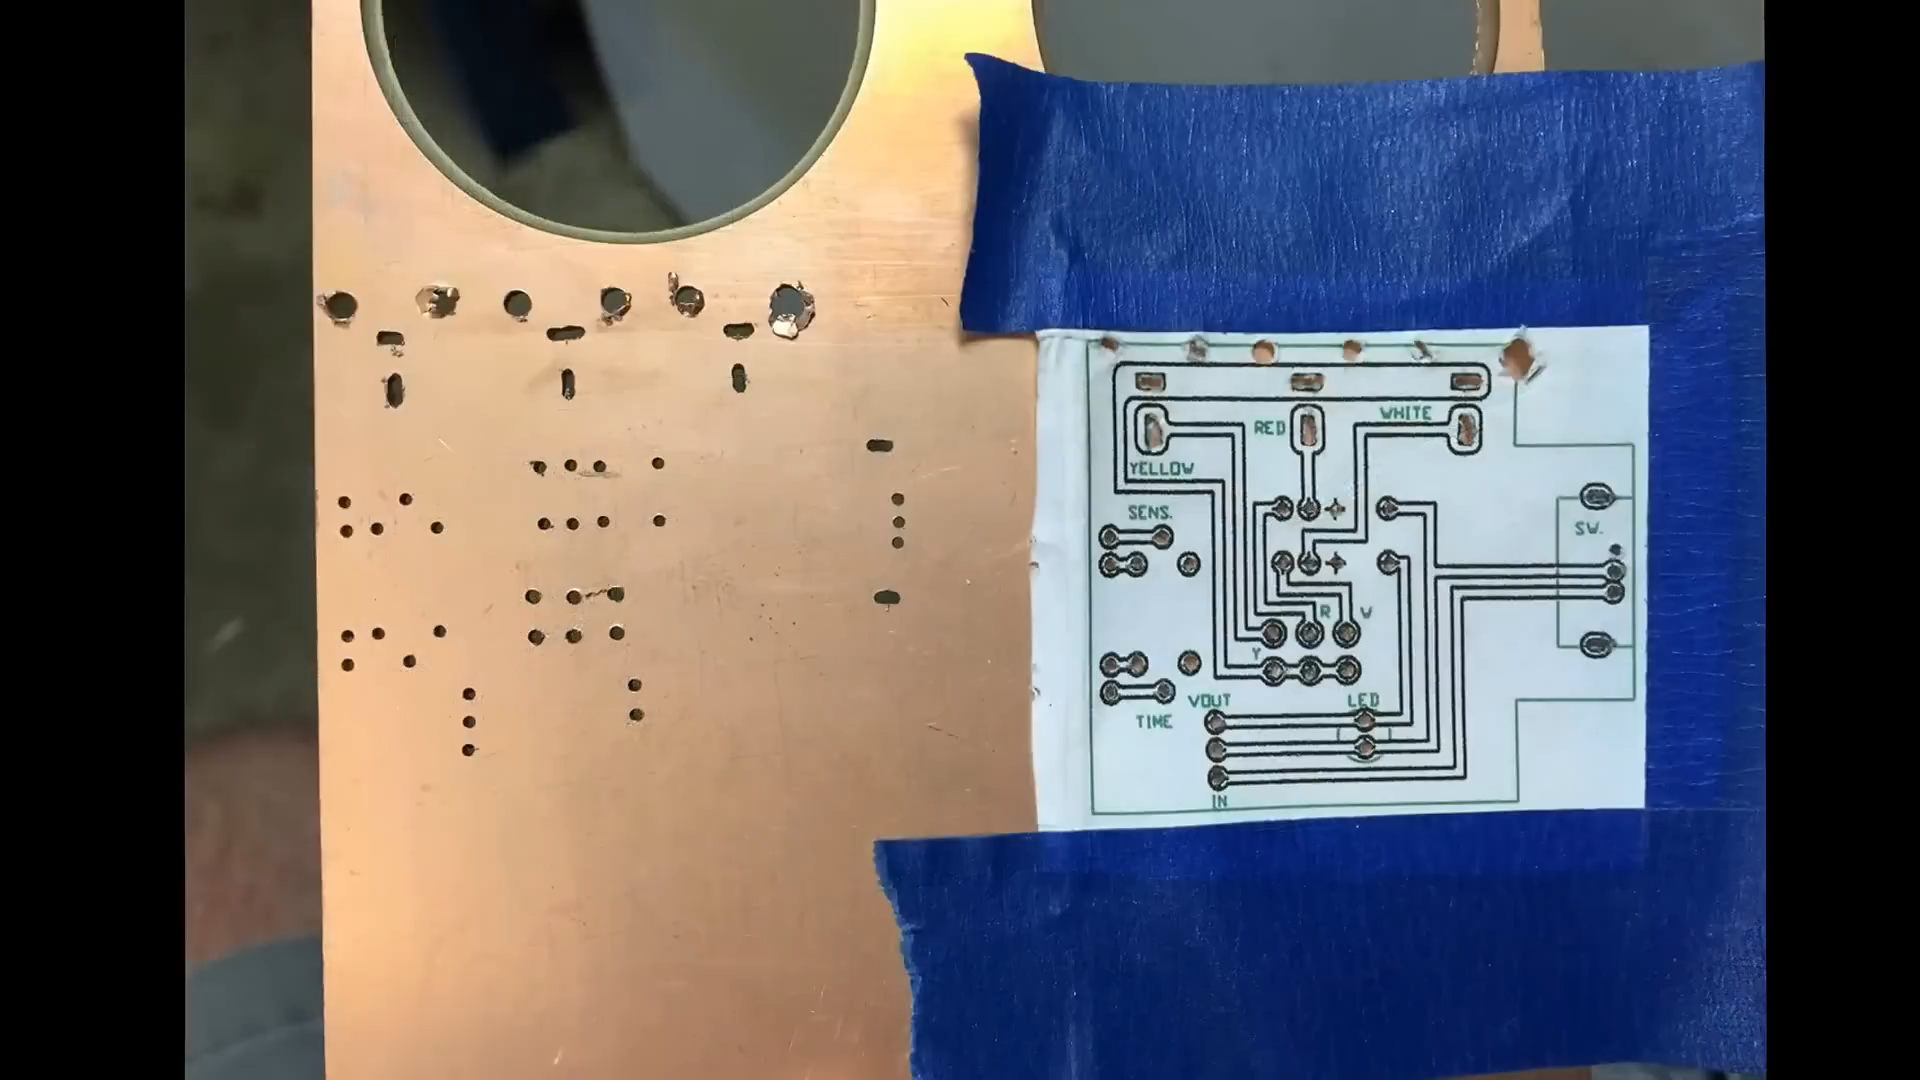 WHITE
RED
YELLOW
SENS.
SW.
R W
Y
VOUT LED
TIME
IN